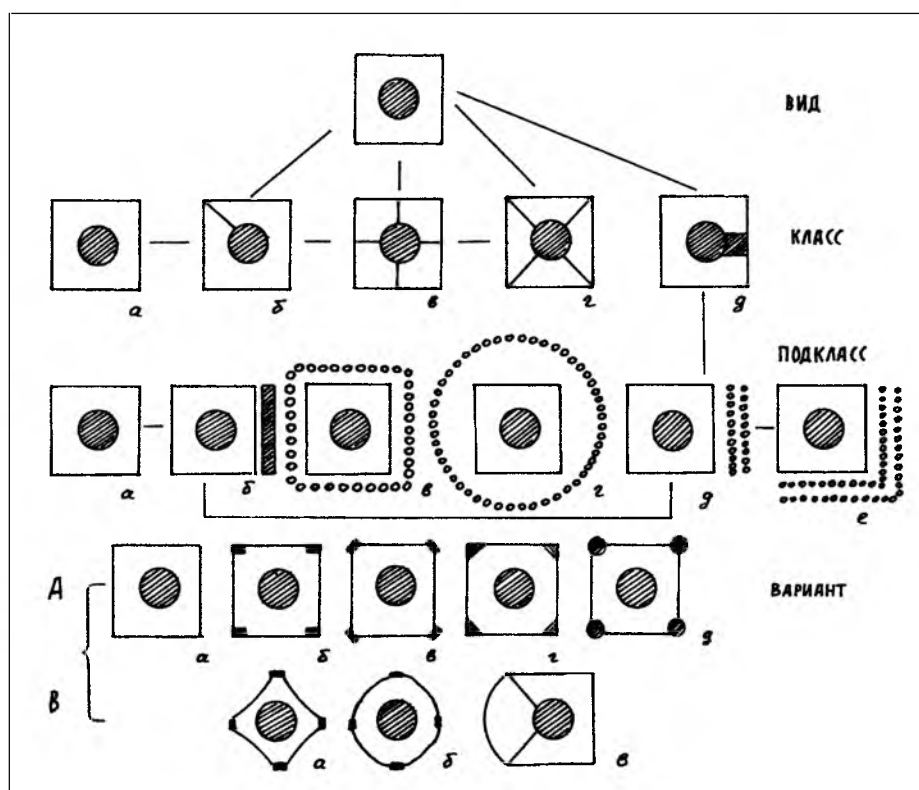 ВИД
КЛАСС
а б в г д
ПОДКЛАСС
а б в г д е
А
ВАРИАНТ
а б в г д
В
а б в